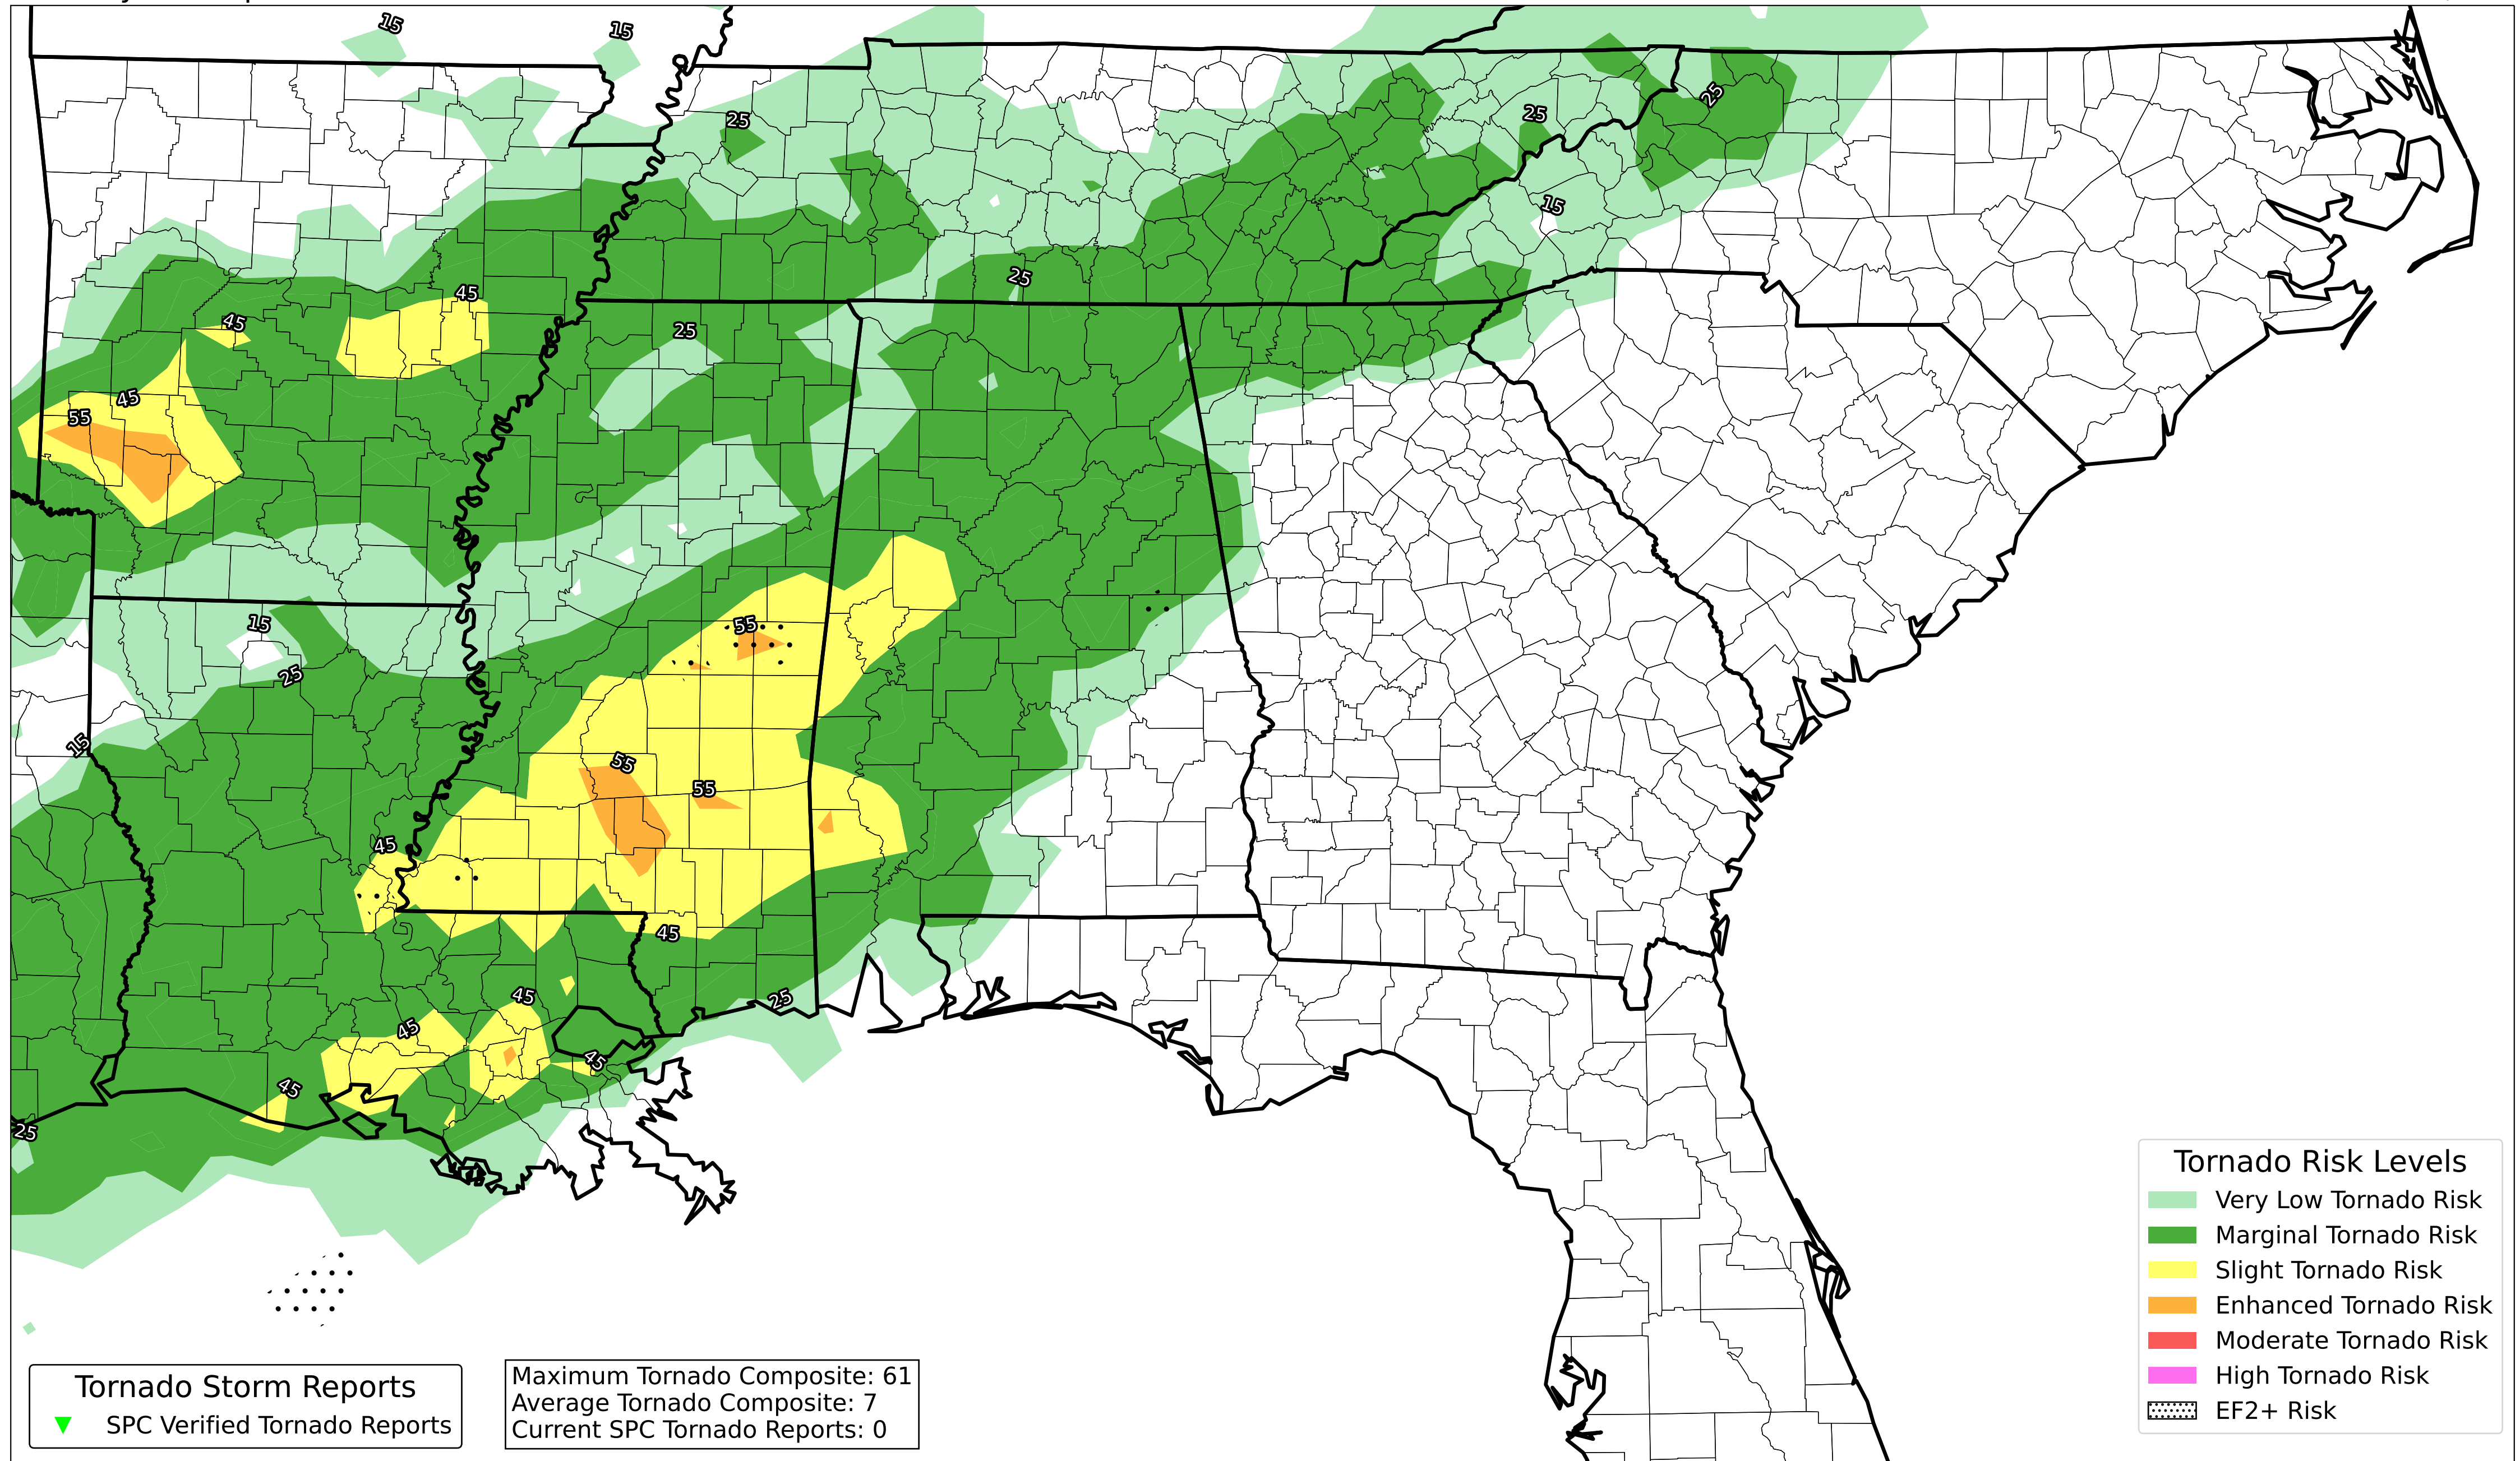 15
15
25
25
25
15
25
45
45
25
45
55
15
55
25
15
55
55
45
45
45
25
45
45
45
25
Tornado Risk Levels
Very Low Tornado Risk
Marginal Tornado Risk
Slight Tornado Risk
Enhanced Tornado Risk
Moderate Tornado Risk
High Tornado Risk
EF2+ Risk
Tornado Storm Reports
SPC Verified Tornado Reports
Maximum Tornado Composite: 61
Average Tornado Composite: 7
Current SPC Tornado Reports: 0